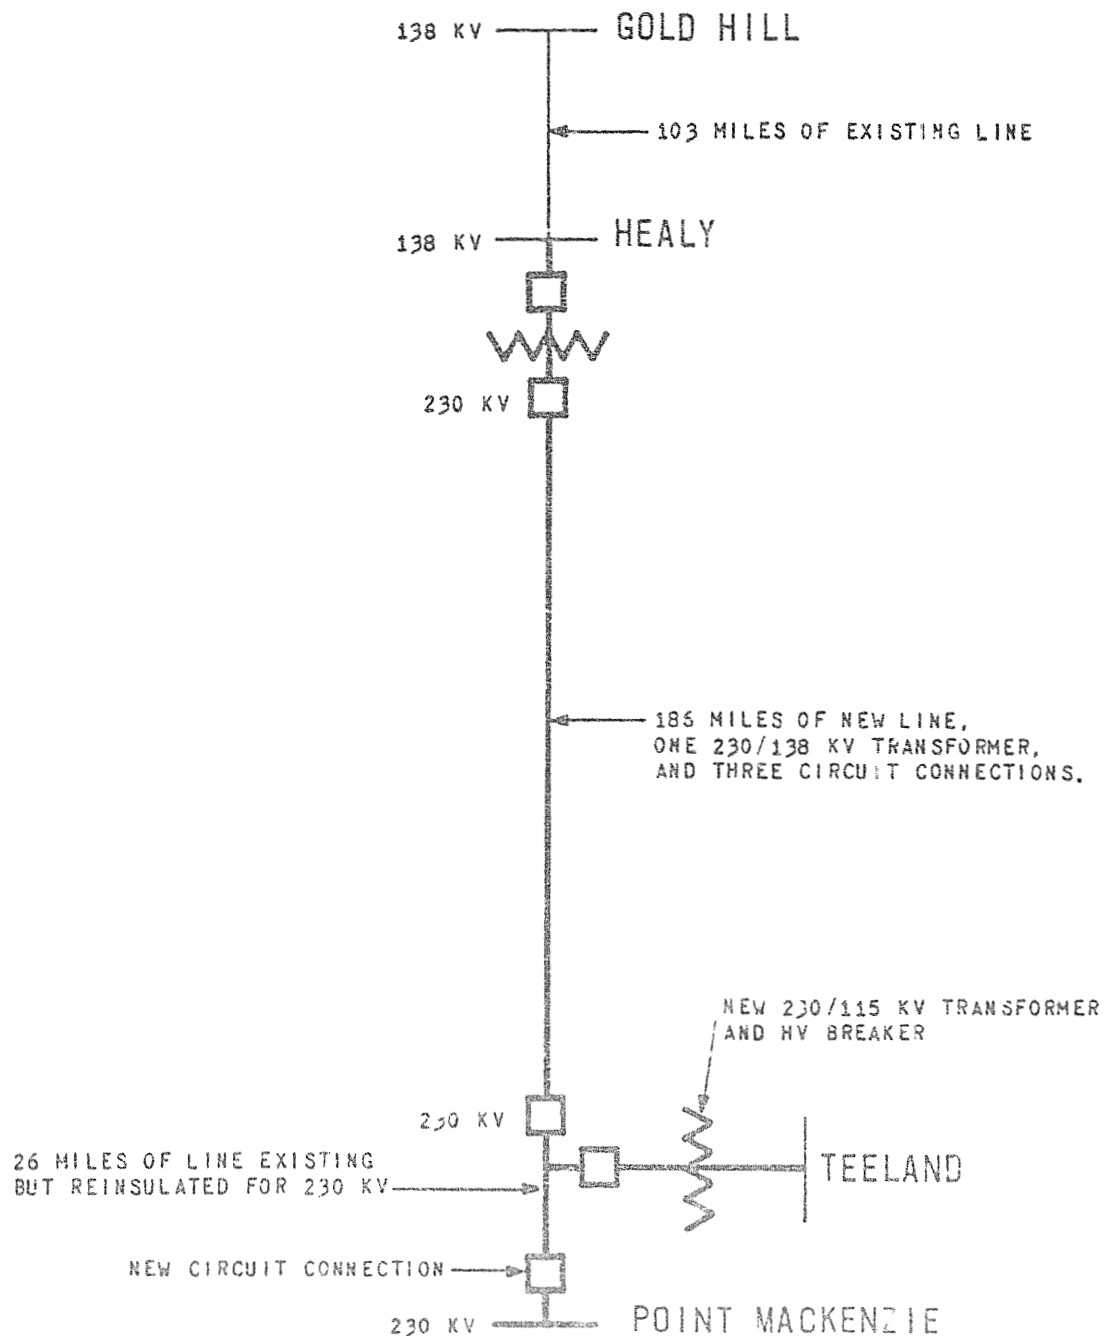 138 KV
GOLD HILL
103 MILES OF EXISTING LINE
138 KV
HEALY
230 KV
186 MILES OF NEW LINE,
ONE 230/138 KV TRANSFORMER,
AND THREE CIRCUIT CONNECTIONS.
NEW 230/115 KV TRANSFORMER
AND HV BREAKER
230 KV
26 MILES OF LINE EXISTING
BUT REINSULATED FOR 230 KV
TEELAND
NEW CIRCUIT CONNECTION
230 KV
POINT MACKENZIE